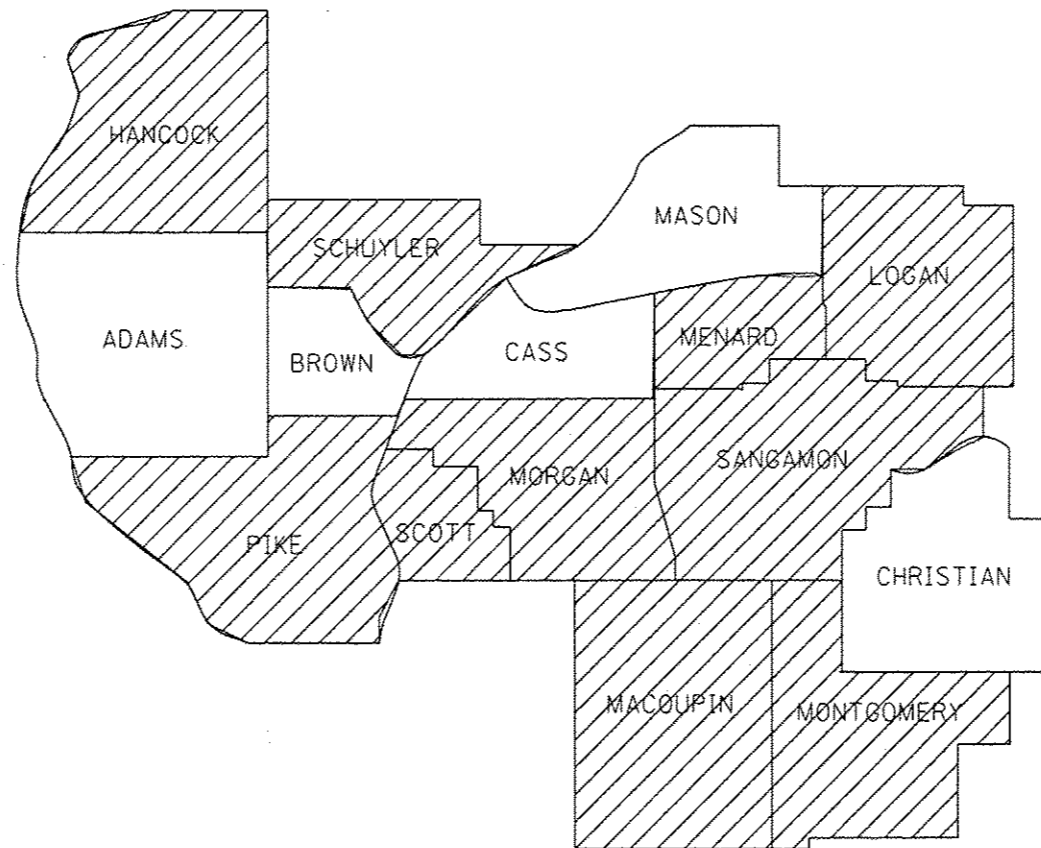 HANCOCK
MASON
SCHUYLER
LOGAN
ADAMS
MENARD
CASS
BROWN
SANGAMON
MORGAN
SCOTT
PIKE
CHRISTIAN
MACOUPIN
MONTGOMERY